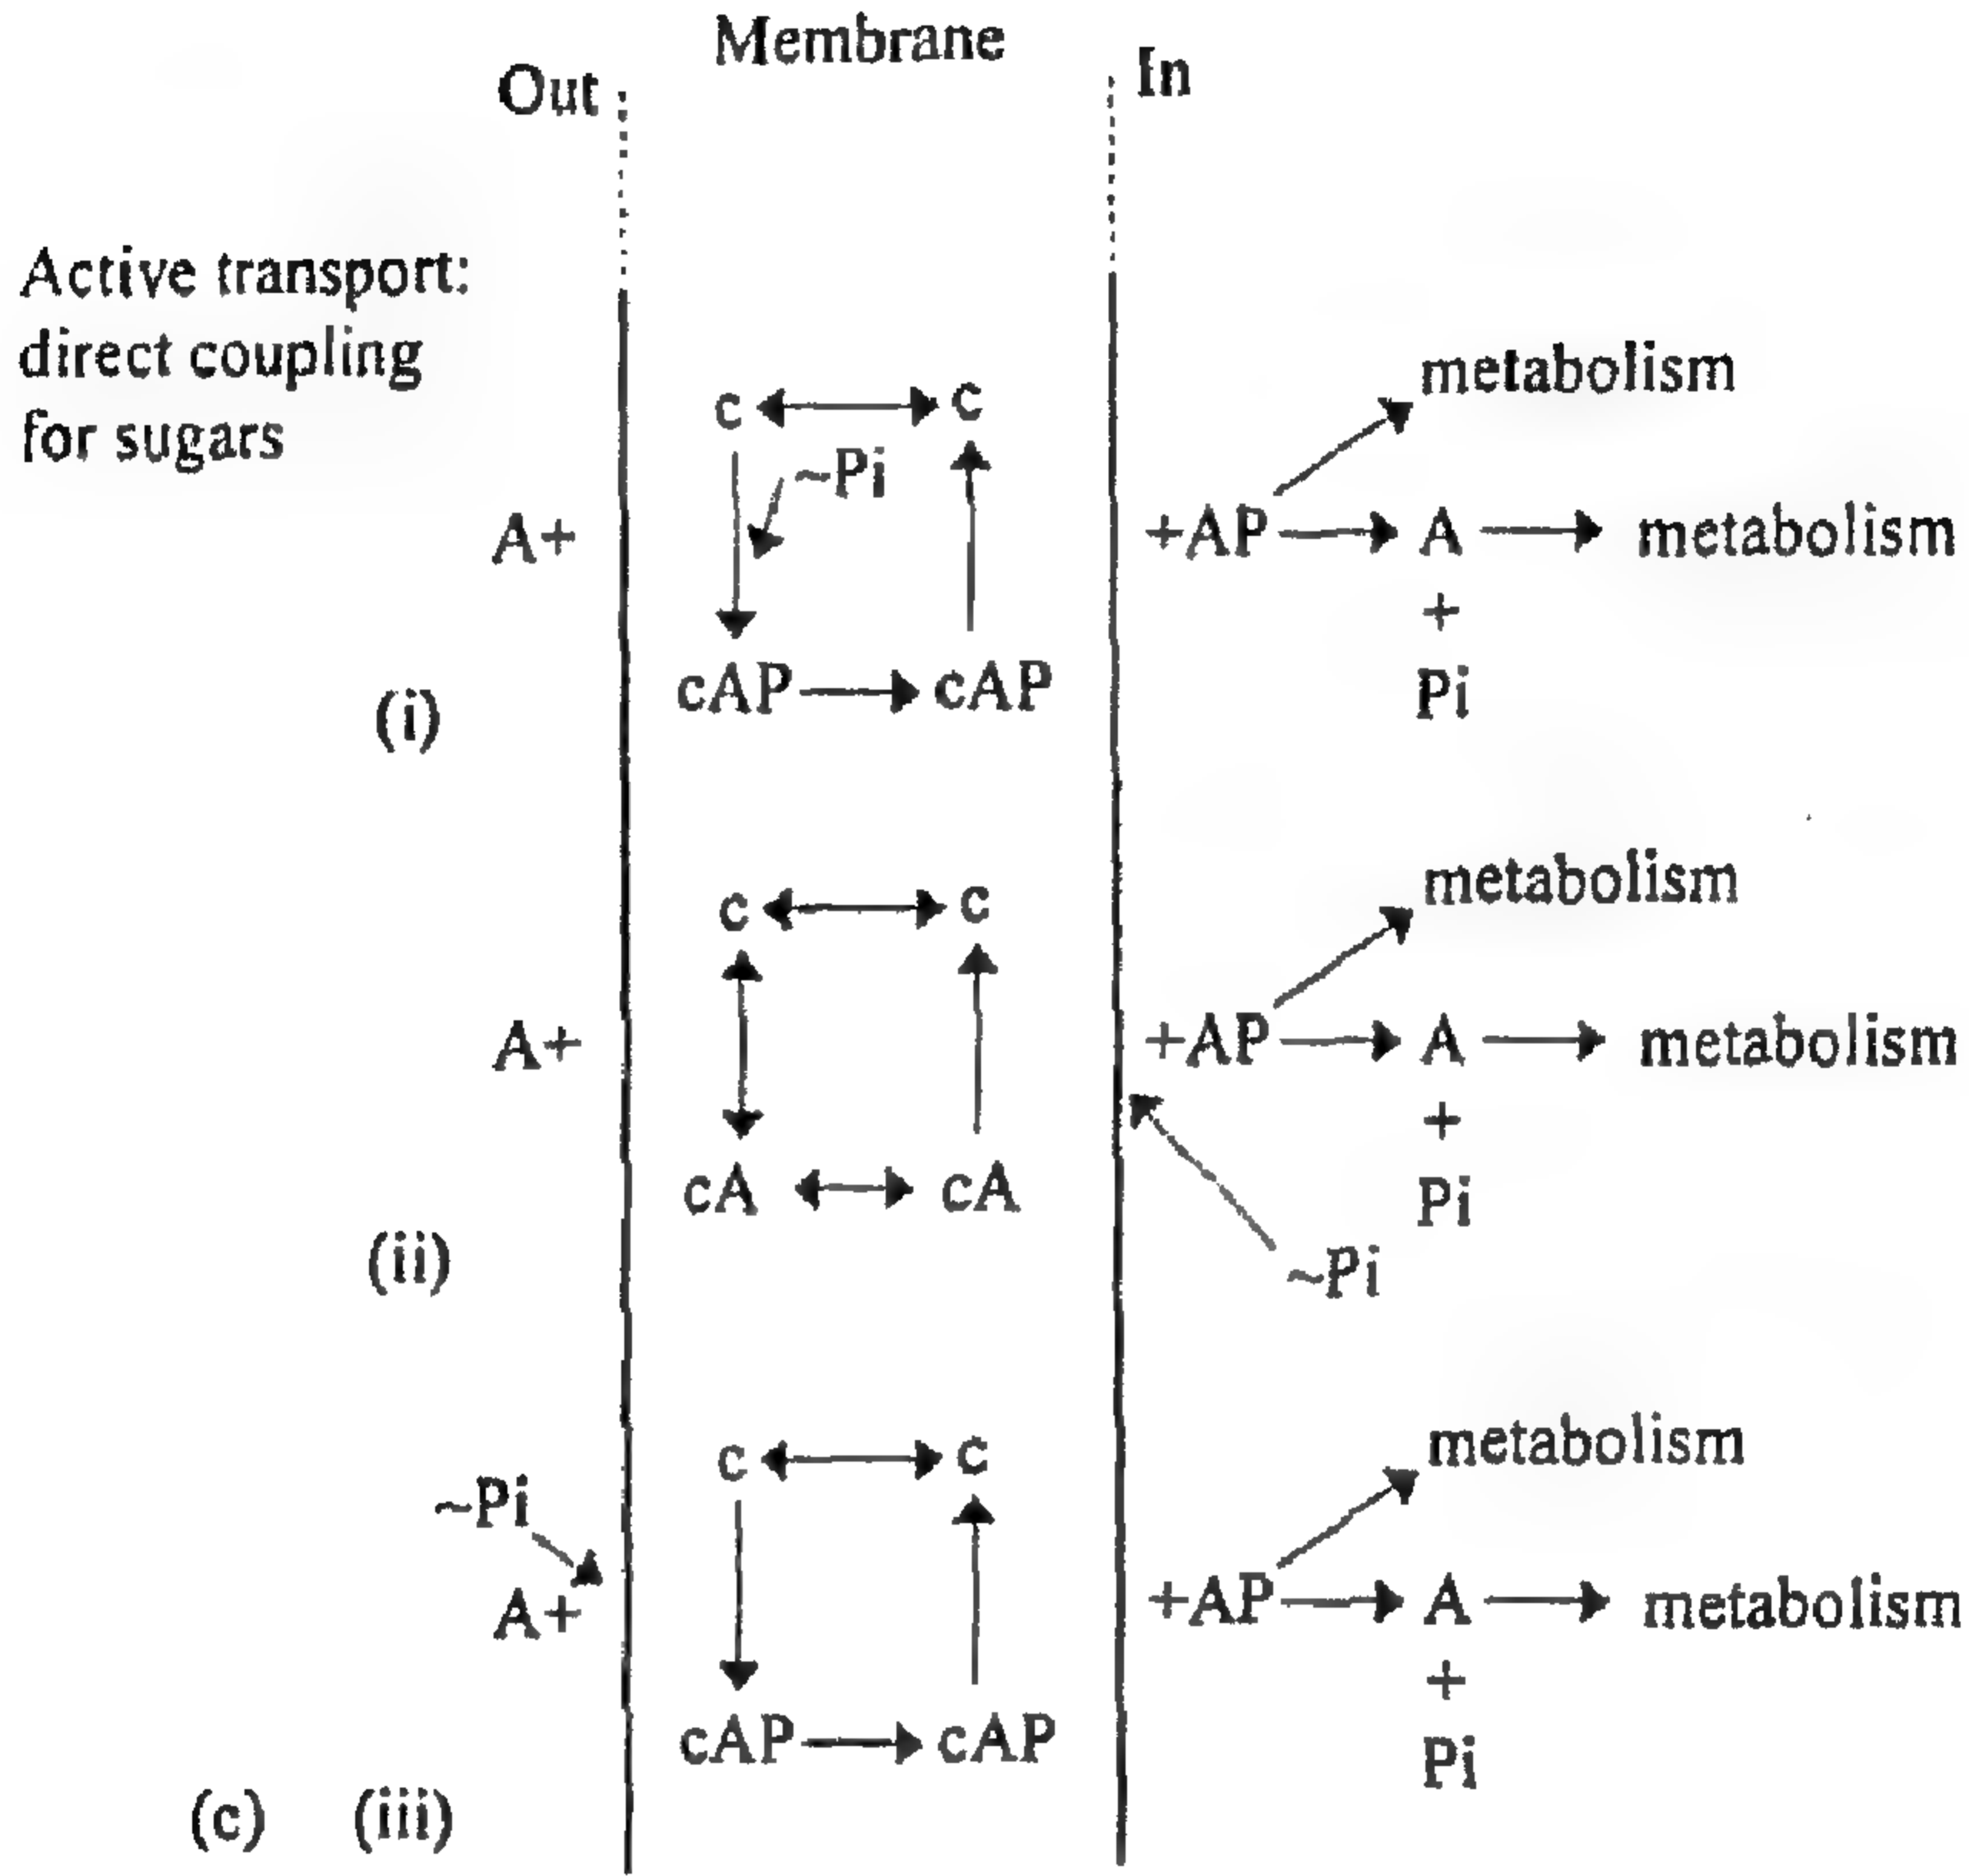 Membrane
Out
In
Active transport:
direct coupling
for sugars
metabolism
c c
~Pi
A+
+AP A metabolism
+
Pi
cAP cAP
(i)
metabolism
c c
A+
+AP A metabolism
+
Pi
cA cA
(ii)
~Pi
metabolism
c c
~Pi
A+
+AP A metabolism
+
Pi
cAP cAP
(c) (iii)